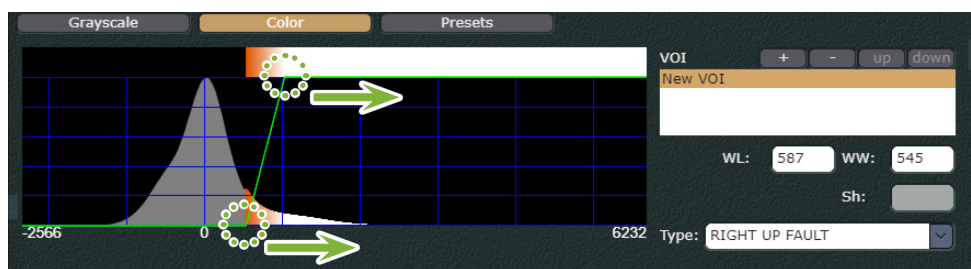 Grayscale Color Presets
VOI + - up down
New VOI
WL: 587 WW: 545
Sh:
-2566 0 6232 Type: RIGHT UP FAULT